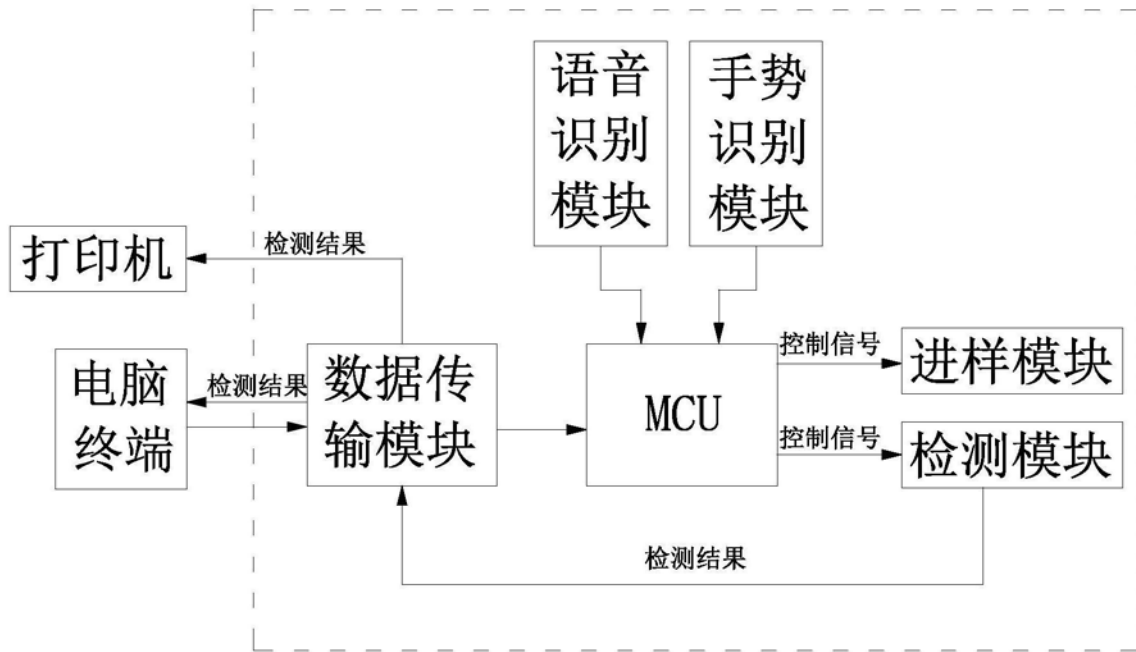 语音
识别
模块
手势
识别
模块
打印机
检测结果
电脑
终端
检测结果
数据传
输模块
MCU
控制信号
进样模块
控制信号
检测模块
检测结果